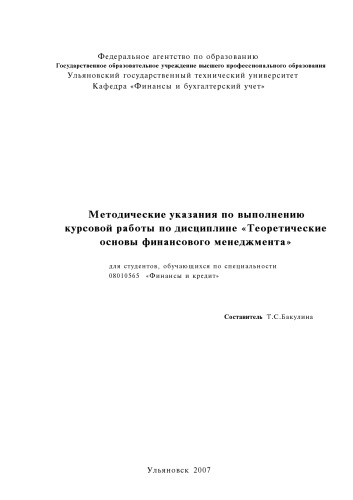 Федеральное агентство по образованию
Государственное образовательное учреждение высшего профессионального образования
Ульяновский государственный технический университет
Кафедра «Финансы и бухгалтерский учет»
Методические указания по выполнению
курсовой работы по дисциплине «Теоретические
основы финансового менеджмента»
для студентов, обучающихся по специальности
08010565 «Финансы и кредит»
Составитель Т.С.Бакулина
Ульяновск 2007